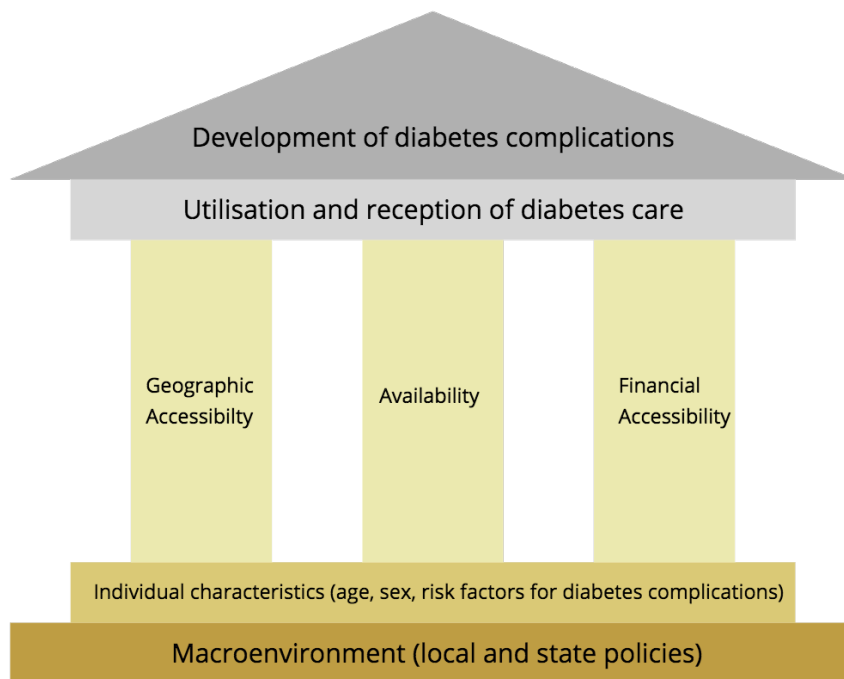 Development of diabetes complications
Utilisation and reception of diabetes care
Geographic
Accessibilty
Availability
Financial
Accessibility
Individual characteristics (age, sex, risk factors for diabetes complications)
Macroenvironment (local and state policies)